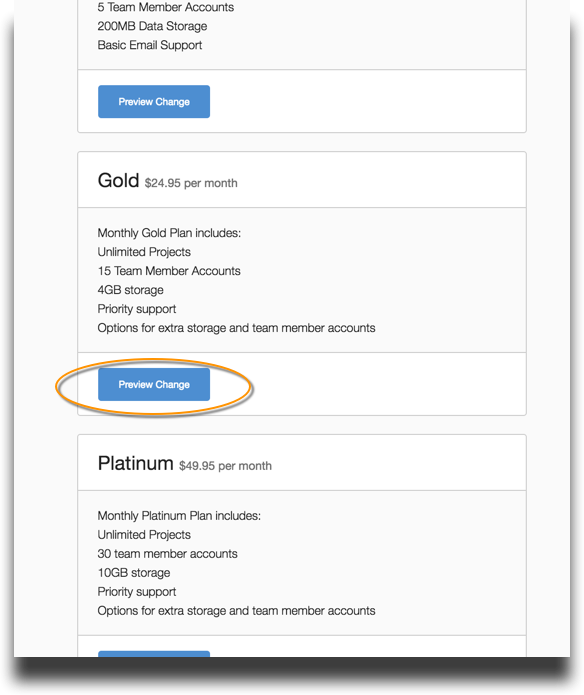 5 Team Member Accounts
200MB Data Storage
Basic Email Support
Preview Change
Gold $24.95 per month
Monthly Gold Plan includes:
Unlimited Projects
15 Team Member Accounts
4GB storage
Priority support
Options for extra storage and team member accounts
Preview Change
Platinum $49.95 per month
Monthly Platinum Plan includes:
Unlimited Projects
30 team member accounts
10GB storage
Priority support
Options for extra storage and team member accounts